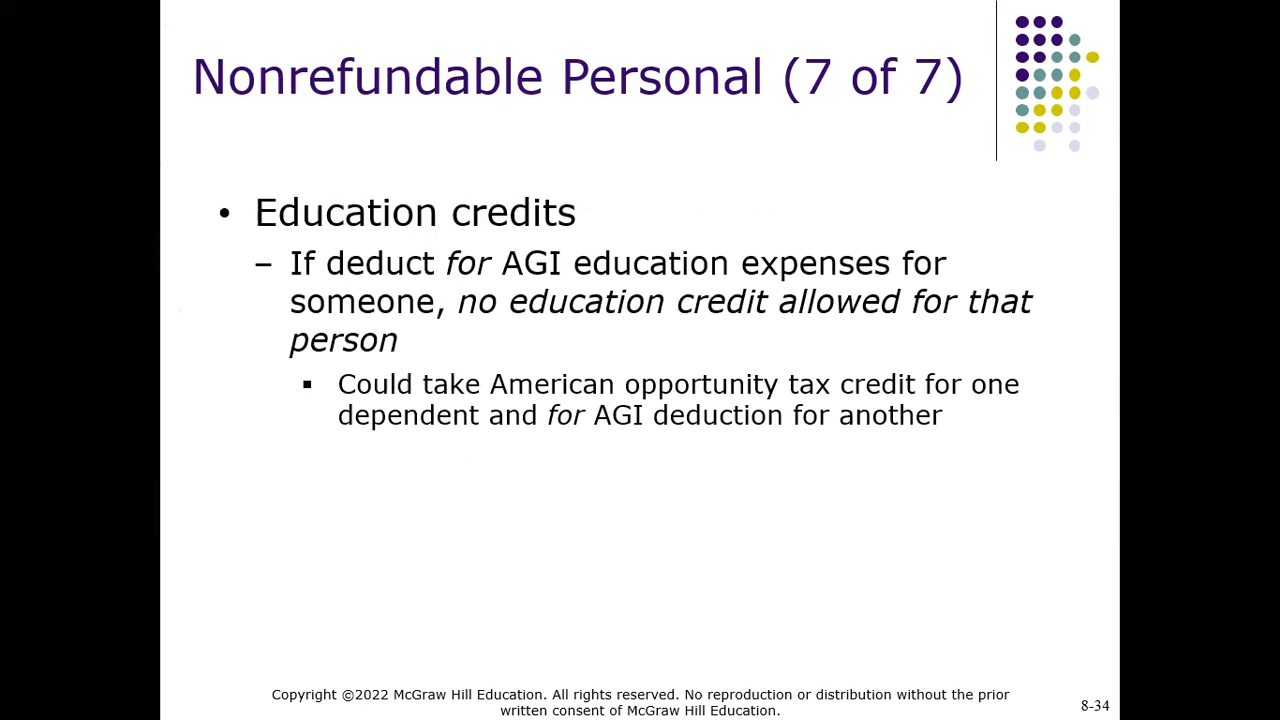 Nonrefundable Personal (7 of 7)
• Education credits
– If deduct for AGI education expenses for
someone, no education credit allowed for that
person
▪ Could take American opportunity tax credit for one
dependent and for AGI deduction for another
Copyright ©2022 McGraw Hill Education. All rights reserved. No reproduction or distribution without the prior
written consent of McGraw Hill Education.
8-34